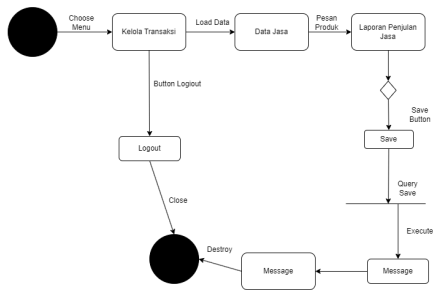 Choose
Menu
Kelola Transaksi
Load Data
Data Jasa
Pesan
Produk
Laporan Penjulan
Jasa
Button Logiout
Save
Button
Logout
Save
Close
Query
Save
Execute
Destroy
Message
Message